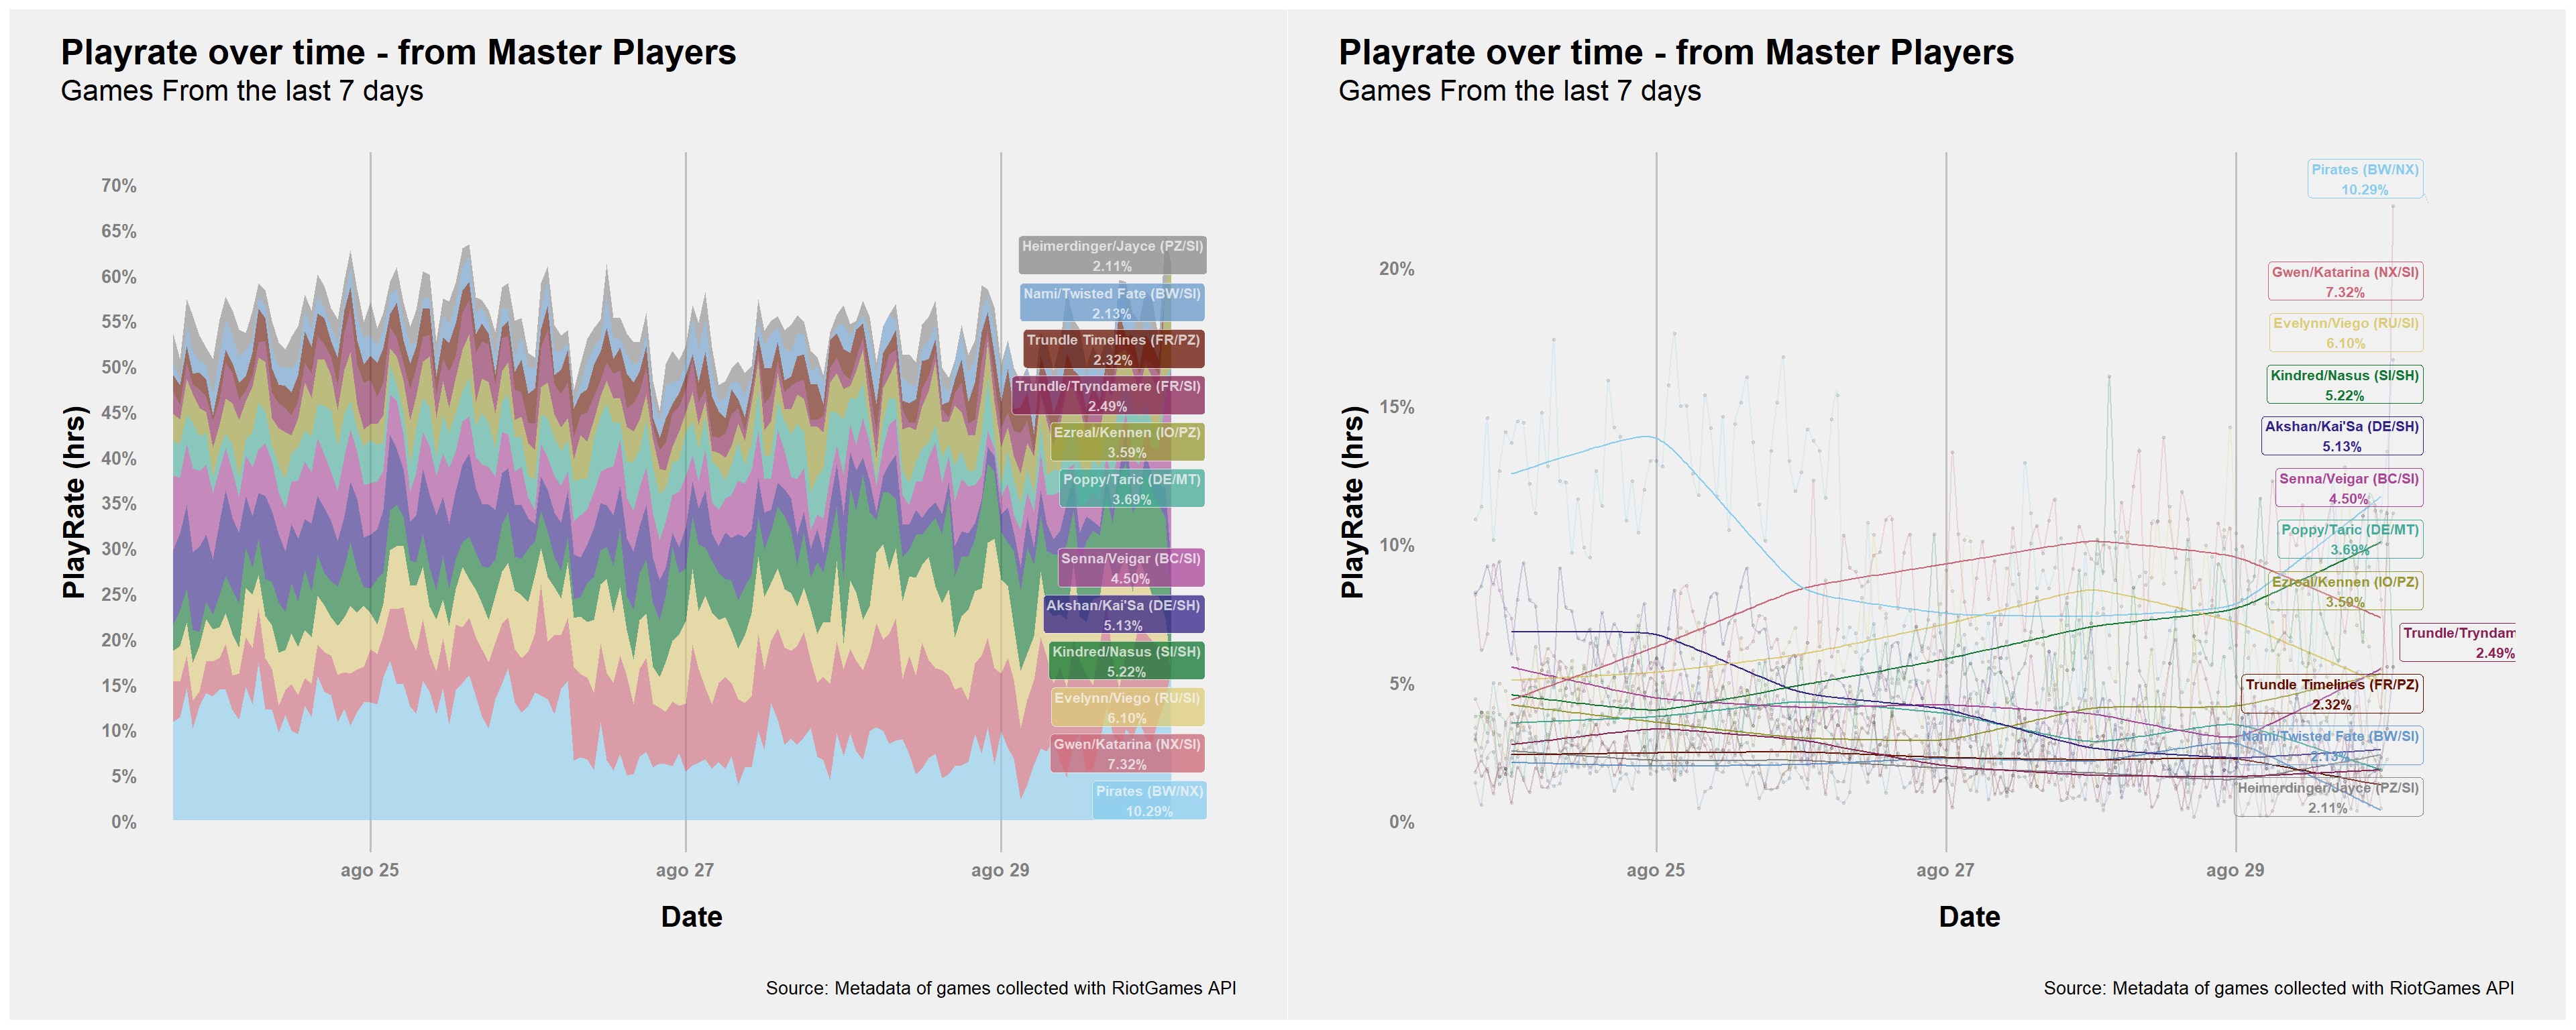 Playrate over time - from Master Players
Games From the last 7 days
PlayRate (hrs)
70%
65%
60%
55%
50%
45%
40%
35%
30%
25%
20%
15%
10%
5%
0%
Heimerdinger/Jayce (PZ/SI)
2.11%
Nami/Twisted Fate (BW/SI)
2.13%
Trundle Timelines (FR/PZ)
2.32%
Trundle/Tryndamere (FR/SI)
2.49%
Ezreal/Kennen (IO/PZ)
3.59%
Poppy/Taric (DE/MT)
3.69%
Senna/Veigar (BC/SI)
4.50%
Akshan/Kai'Sa (DE/SH)
5.13%
Kindred/Nasus (SI/SH)
5.22%
Evelynn/Viego (RU/SI)
6.10%
Gwen/Katarina (NX/SI)
7.32%
Pirates (BW/NX)
10.29%
ago 25
ago 27
ago 29
Date
Source: Metadata of games collected with RiotGames API
Playrate over time - from Master Players
Games From the last 7 days
PlayRate (hrs)
20%
15%
10%
5%
0%
Pirates (BW/NX)
10.29%
Gwen/Katarina (NX/SI)
7.32%
Evelynn/Viego (RU/SI)
6.10%
Kindred/Nasus (SI/SH)
5.22%
Akshan/Kai'Sa (DE/SH)
5.13%
Senna/Veigar (BC/SI)
4.50%
Poppy/Taric (DE/MT)
3.69%
Ezreal/Kennen (IO/PZ)
3.59%
Trundle/Tryndam
2.49%
Trundle Timelines (FR/PZ)
2.32%
Nami/Twisted Fate (BW/SI)
2.13%
Heimerdinger/Jayce (PZ/SI)
2.11%
ago 25
ago 27
ago 29
Date
Source: Metadata of games collected with RiotGames API